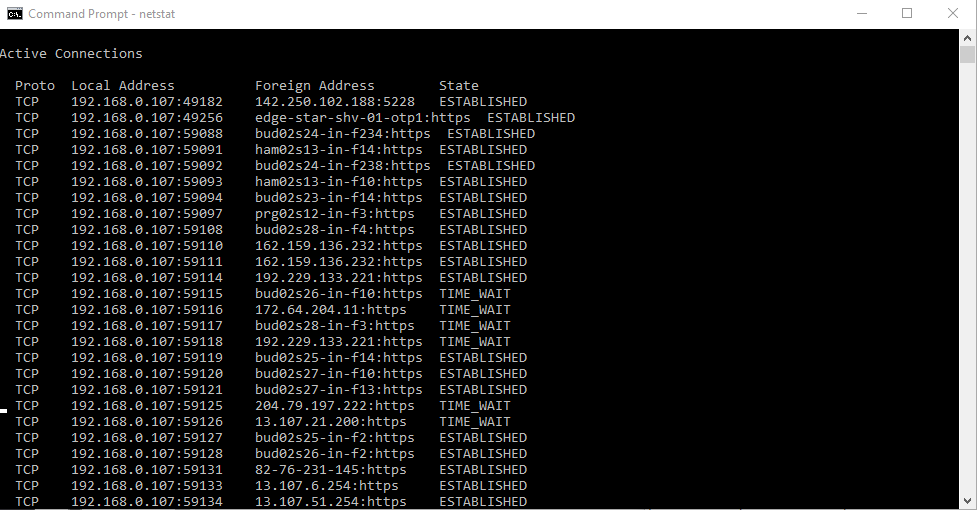 Command Prompt - netstat
Active Connections
Proto  Local Address          Foreign Address        State
TCP    192.168.0.107:49182    142.250.102.188:5228   ESTABLISHED
TCP    192.168.0.107:49256    edge-star-shv-01-otp1:https  ESTABLISHED
TCP    192.168.0.107:59088    bud02s24-in-f234:https  ESTABLISHED
TCP    192.168.0.107:59091    ham02s13-in-f14:https  ESTABLISHED
TCP    192.168.0.107:59092    bud02s24-in-f238:https  ESTABLISHED
TCP    192.168.0.107:59093    ham02s13-in-f10:https  ESTABLISHED
TCP    192.168.0.107:59094    bud02s23-in-f14:https  ESTABLISHED
TCP    192.168.0.107:59097    prg02s12-in-f3:https   ESTABLISHED
TCP    192.168.0.107:59108    bud02s28-in-f4:https   ESTABLISHED
TCP    192.168.0.107:59110    162.159.136.232:https  ESTABLISHED
TCP    192.168.0.107:59111    162.159.136.232:https  ESTABLISHED
TCP    192.168.0.107:59114    192.229.133.221:https  ESTABLISHED
TCP    192.168.0.107:59115    bud02s26-in-f10:https  TIME_WAIT
TCP    192.168.0.107:59116    172.64.204.11:https    TIME_WAIT
TCP    192.168.0.107:59117    bud02s28-in-f3:https   TIME_WAIT
TCP    192.168.0.107:59118    192.229.133.221:https  TIME_WAIT
TCP    192.168.0.107:59119    bud02s25-in-f14:https  ESTABLISHED
TCP    192.168.0.107:59120    bud02s27-in-f10:https  ESTABLISHED
TCP    192.168.0.107:59121    bud02s27-in-f13:https  ESTABLISHED
TCP    192.168.0.107:59125    204.79.197.222:https   TIME_WAIT
TCP    192.168.0.107:59126    13.107.21.200:https    TIME_WAIT
TCP    192.168.0.107:59127    bud02s25-in-f2:https   ESTABLISHED
TCP    192.168.0.107:59128    bud02s26-in-f2:https   ESTABLISHED
TCP    192.168.0.107:59131    82-76-231-145:https    ESTABLISHED
TCP    192.168.0.107:59133    13.107.6.254:https     ESTABLISHED
TCP    192.168.0.107:59134    13.107.51.254:https    ESTABLISHED